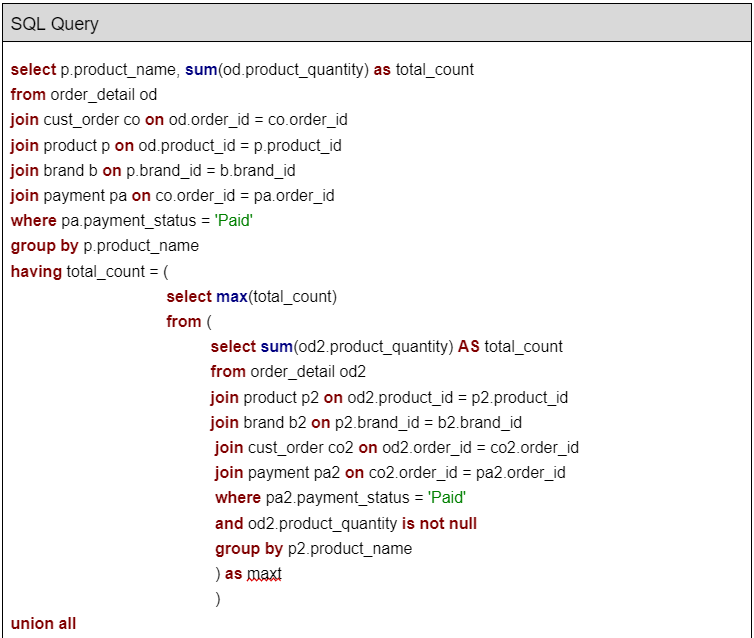 SQL Query
select p.product_name, sum(od.product_quantity) as total_count
from order_detail od
join cust_order co on od.order_id = co.order_id
join product p on od.product_id = p.product_id
join brand b on p.brand_id = b.brand_id
join payment pa on co.order_id = pa.order_id
where pa.payment_status = 'Paid'
group by p.product_name
having total_count = (
select max(total_count)
from (
select sum(od2.product_quantity) AS total_count
from order_detail od2
join product p2 on od2.product_id = p2.product_id
join brand b2 on p2.brand_id = b2.brand_id
join cust_order co2 on od2.order_id = co2.order_id
join payment pa2 on co2.order_id = pa2.order_id
where pa2.payment_status = 'Paid'
and od2.product_quantity is not null
group by p2.product_name
) as maxt
)
union all